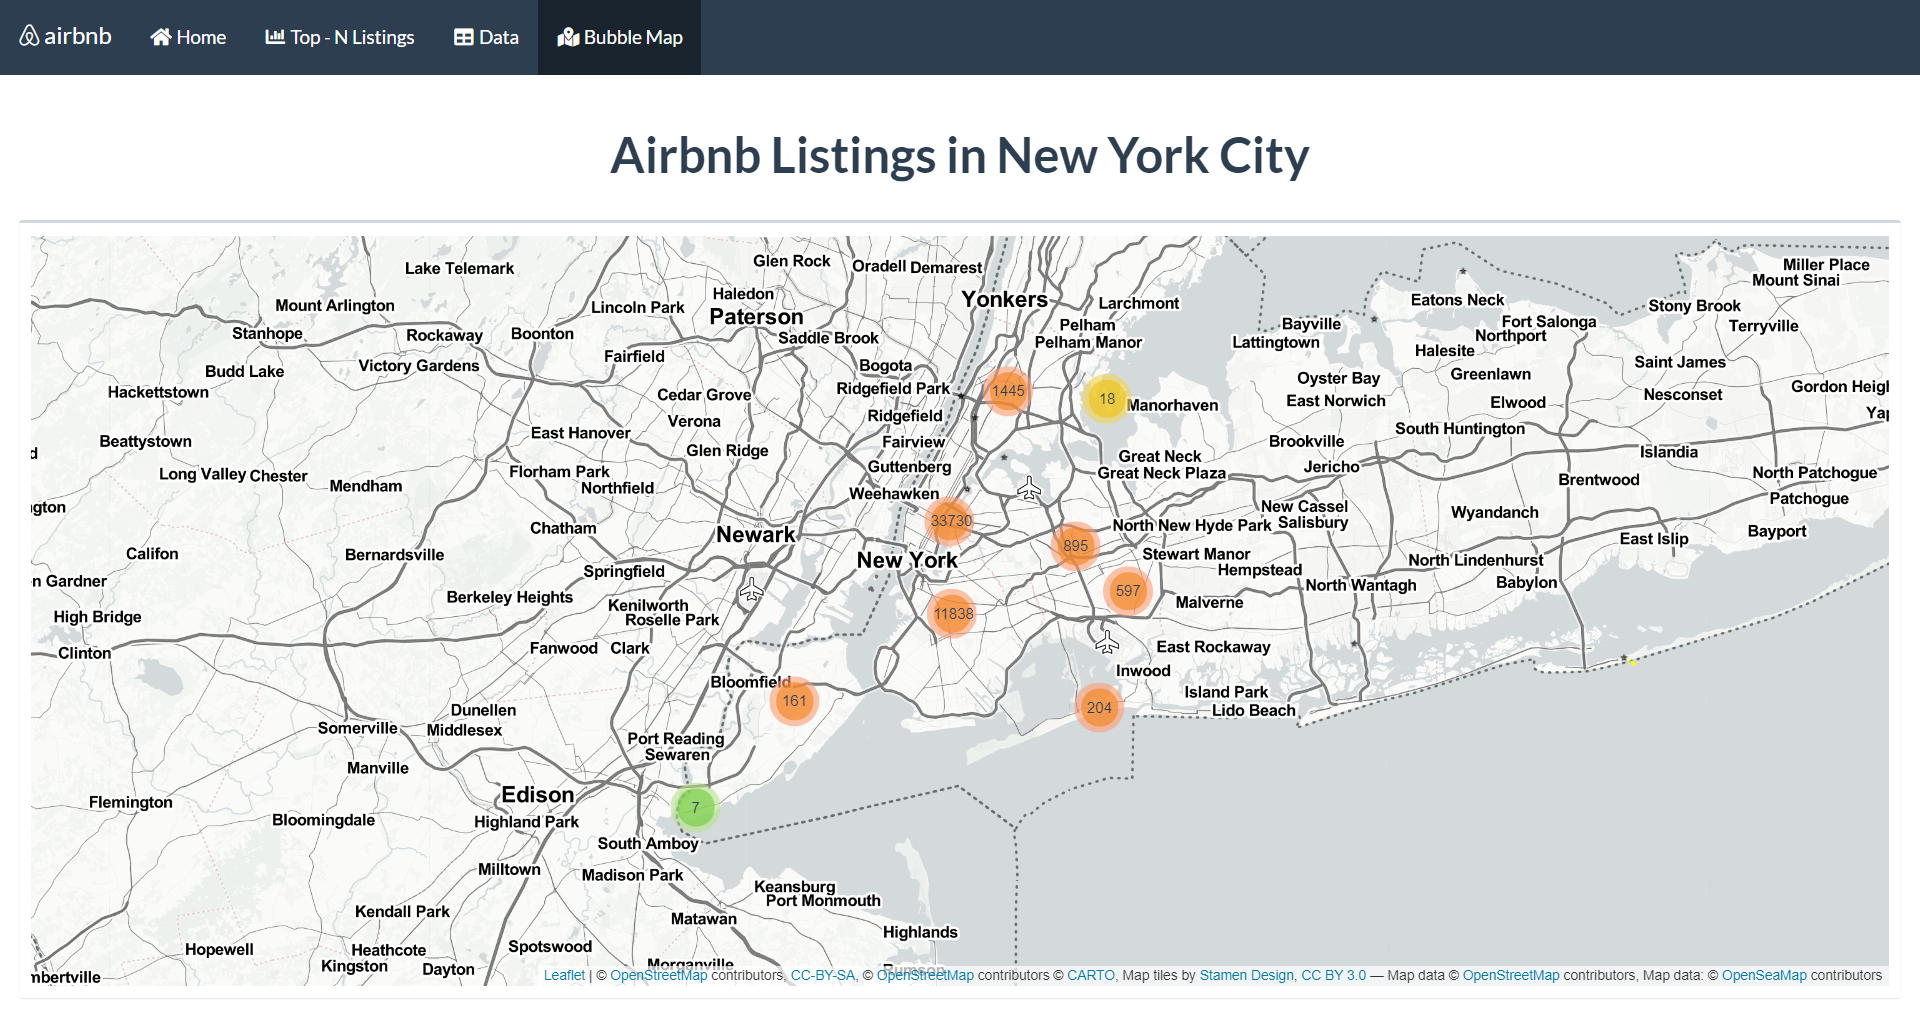 airbnb
Home
Top - N Listings
Data
Bubble Map
Airbnb Listings in New York City
Lake Telemark
Glen Rock
Oradell
Demarest
Miller Place
Mount Sinai
Mount Arlington
Lincoln Park
Haledon
Paterson
Yonkers
Larchmont
Eatons Neck
Stony Brook
Stanhope
Rockaway
Boonton
Saddle Brook
Pelham
Pelham Manor
Bayville
Lattingtown
Fort Salonga
Northport
Terryville
Fairfield
Halesite
Budd Lake
Victory Gardens
Bogota
Saint James
Hackettstown
Cedar Grove
Ridgefield Park
1445
18
Manorhaven
Oyster Bay
East Norwich
Greenlawn
Elwood
Nesconset
Gordon Heigl
Yap
Verona
Ridgefield
East Hanover
Fairview
South Huntington
Beattystown
Glen Ridge
Brookville
Guttenberg
Great Neck
Great Neck Plaza
Jericho
Islandia
Long Valley
Chester
Florham Park
Northfield
Mendham
Weehawken
Brentwood
North Patchogue
Patchogue
ngton
New Cassel
Salisbury
Wyandanch
Chatham
Newark
33730
895
North New Hyde Park
Bayport
East Islip
Califon
Bernardsville
New York
Stewart Manor
Hempstead
North Lindenhurst
Babylon
n Gardner
Springfield
North Wantagh
High Bridge
Berkeley Heights
Kenilworth
Roselle Park
597
11838
Malverne
Clinton
Fanwood
Clark
East Rockaway
Inwood
Bloomfield
161
204
Island Park
Lido Beach
Dunellen
Middlesex
Somerville
Port Reading
Sewaren
Manville
Flemington
Edison
7
Bloomingdale
Highland Park
South Amboy
Milltown
Madison Park
Keansburg
Port Monmouth
Kendall Park
Matawan
Highlands
Hopewell
Heathcote
Kingston
Spotswood
Dayton
Morganville
Rumson
mbertville
Leaflet | © OpenStreetMap contributors, CC-BY-SA, © OpenStreetMap contributors © CARTO, Map tiles by Stamen Design, CC BY 3.0 — Map data © OpenStreetMap contributors, Map data: © OpenSeaMap contributors